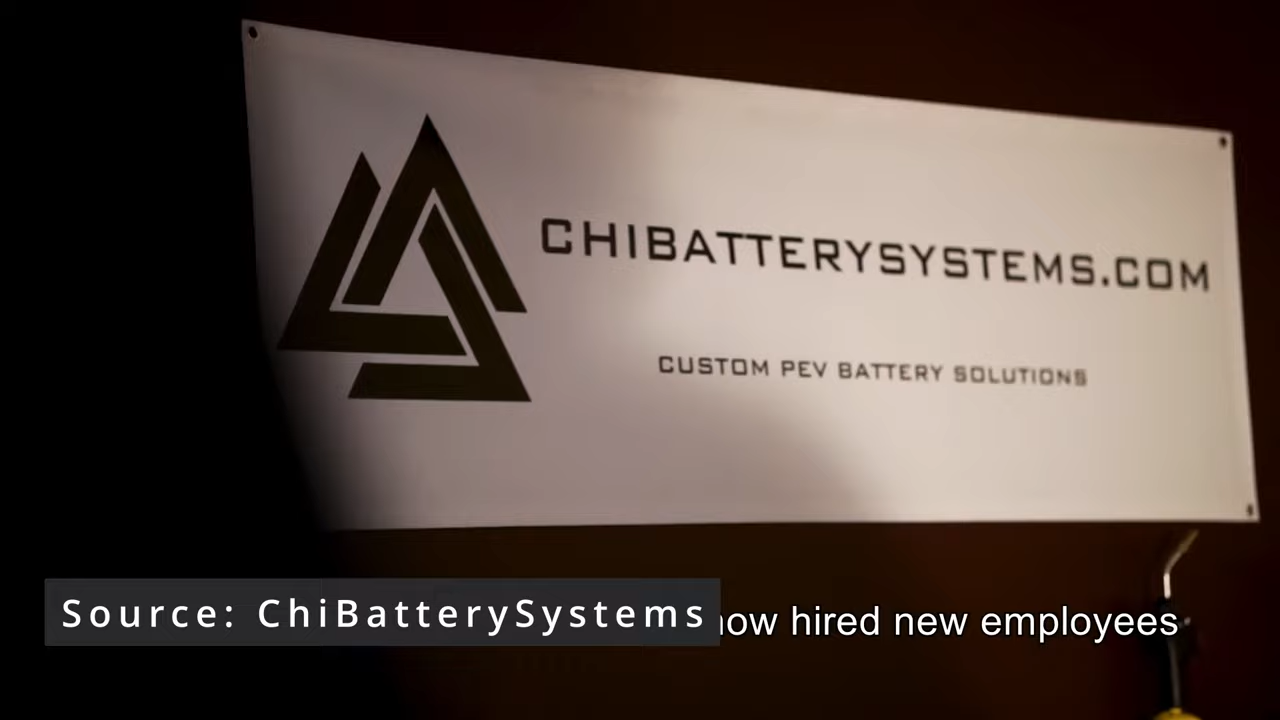 CHIBATTERYSYSTEMS.COM
CUSTOM PEV BATTERY SOLUTIONS
Source: ChiBatterySystems
now hired new employees